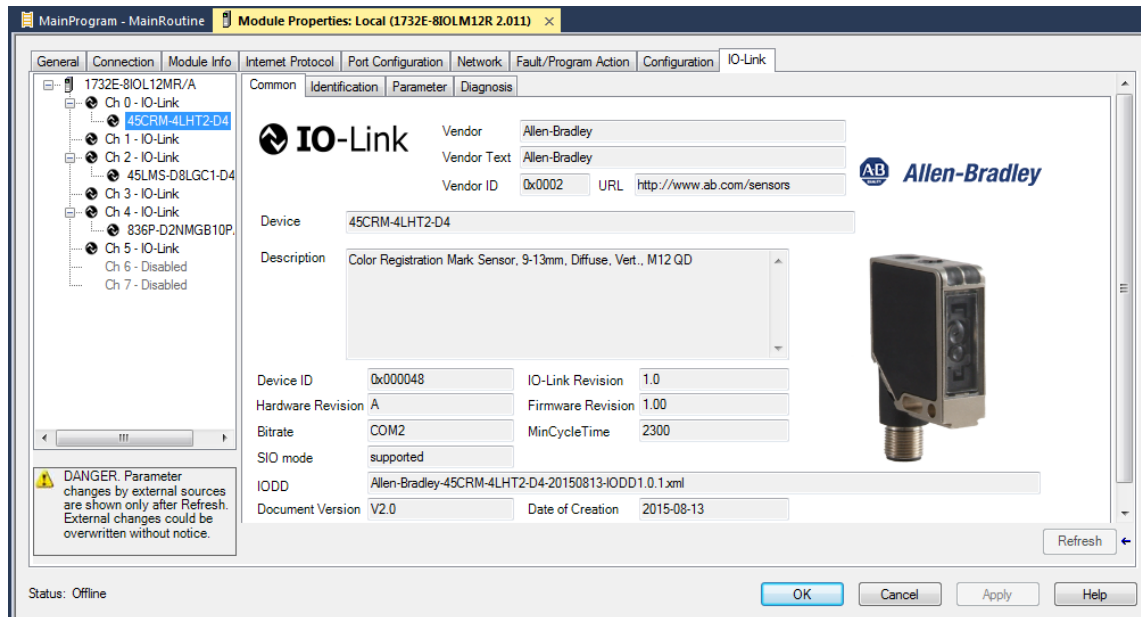 MainProgram - MainRoutine
Module Properties: Local (1732E-8IOLM12R 2.011) ×
General Connection Module Info Internet Protocol Port Configuration Network Fault/Program Action Configuration IO-Link
1732E-8IOL12MR/A
Ch 0 - IO-Link
45CRM-4LHT2-D4
Ch 1 - IO-Link
Ch 2 - IO-Link
45LMS-D8LGC1-D4
Ch 3 - IO-Link
Ch 4 - IO-Link
836P-D2NMGB10P.
Ch 5 - IO-Link
Ch 6 - Disabled
Ch 7 - Disabled
DANGER. Parameter
changes by external sources
are shown only after Refresh.
External changes could be
overwritten without notice.
Common Identification Parameter Diagnosis
IO-Link
Vendor Allen-Bradley
Vendor Text Allen-Bradley
Vendor ID 0x0002 URL http://www.ab.com/sensors
AB Allen-Bradley
Device 45CRM-4LHT2-D4
Description Color Registration Mark Sensor, 9-13mm, Diffuse, Vert., M12 QD
Device ID 0x000048 IO-Link Revision 1.0
Hardware Revision A Firmware Revision 1.00
Bitrate COM2 MinCycleTime 2300
SIO mode supported
IODD Allen-Bradley-45CRM-4LHT2-D4-20150813-IODD1.0.1.xml
Document Version V2.0 Date of Creation 2015-08-13
Refresh
Status: Offline
OK Cancel Apply Help